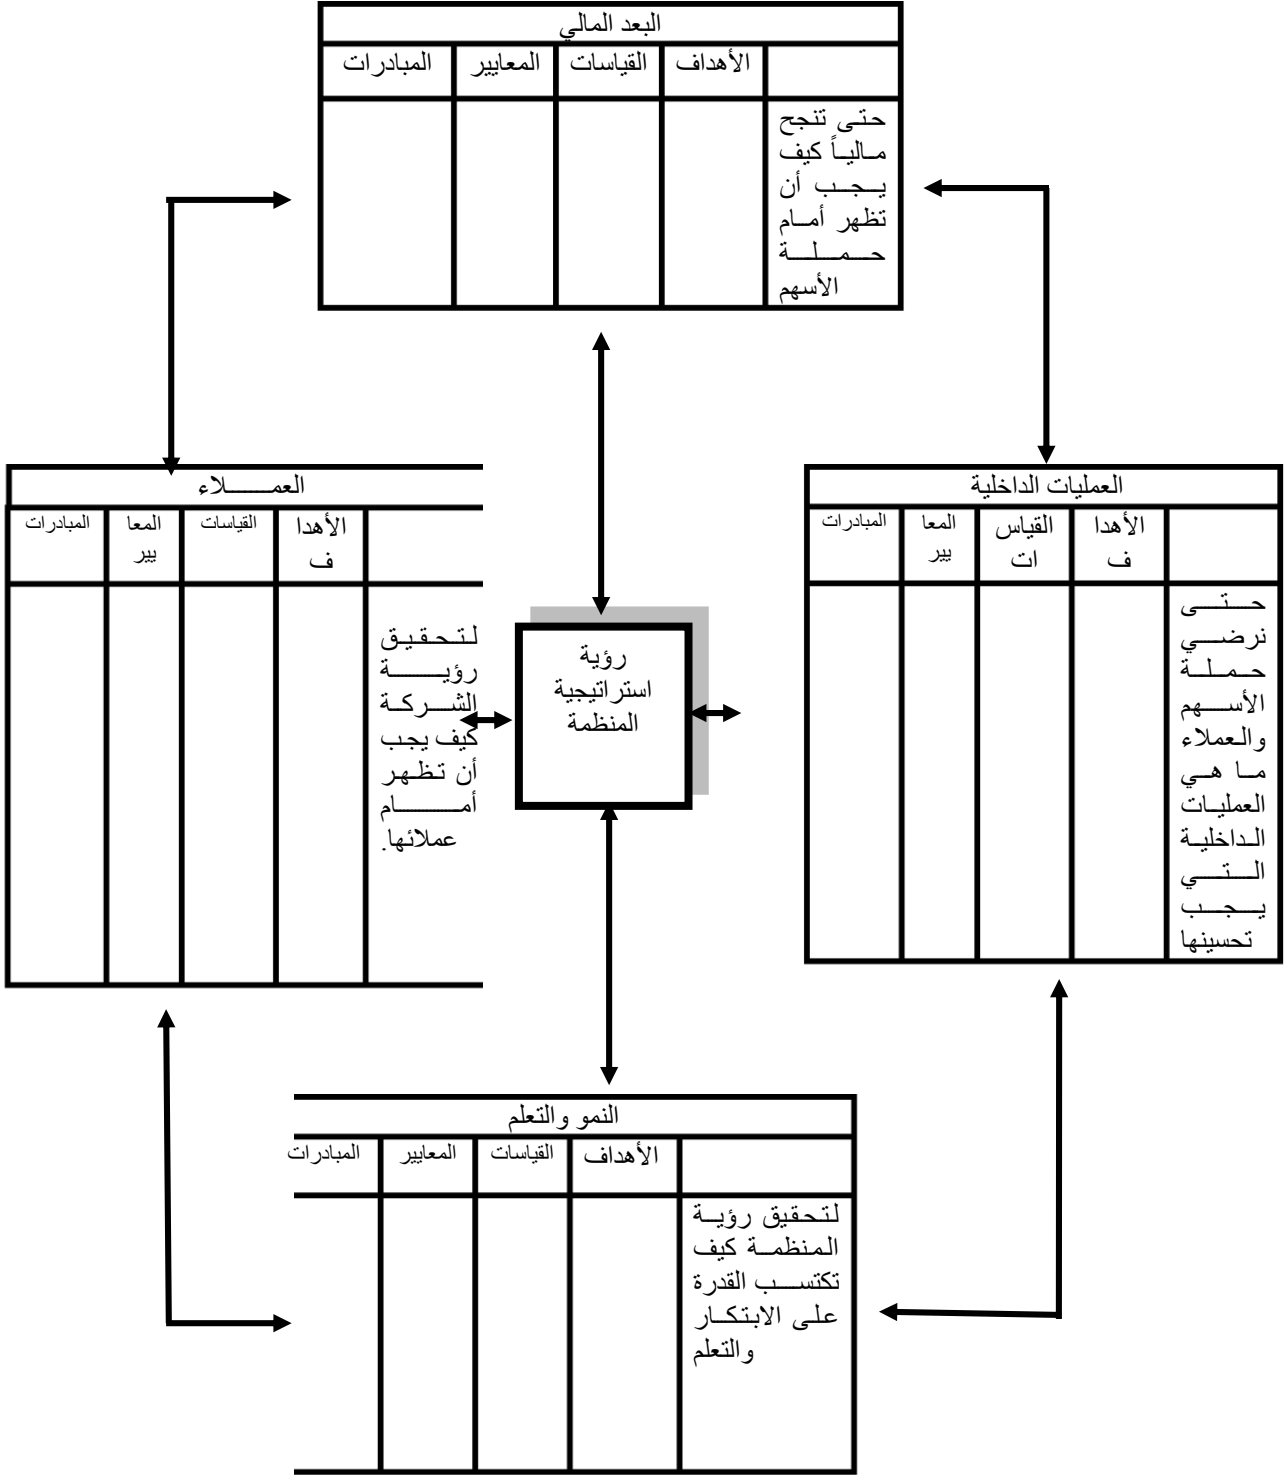 البعد المالي
الأهداف القياسات المعايير المبادرات
حتى تنجح
مالياً كيف
يجب أن
تظهر أمام
حملة
الأسهم
العمليات الداخلية
الأهدا القياس المعا المبادرات
ف ات يير
حتى
نرضي
حملة
الأسهم
والعملاء
ما هي
العمليات
الداخلية
التي
يجب
تحسينها
رؤية
استراتيجية
المنظمة
العملاء
الأهدا القياسات المعا المبادرات
ف يير
لتحقيق
رؤية
الشركة
كيف يجب
أن تظهر
أمام
عملائها.
النمو والتعلم
الأهداف القياسات المعايير المبادرات
لتحقيق رؤية
المنظمة كيف
تكتسب القدرة
على الابتكار
والتعلم